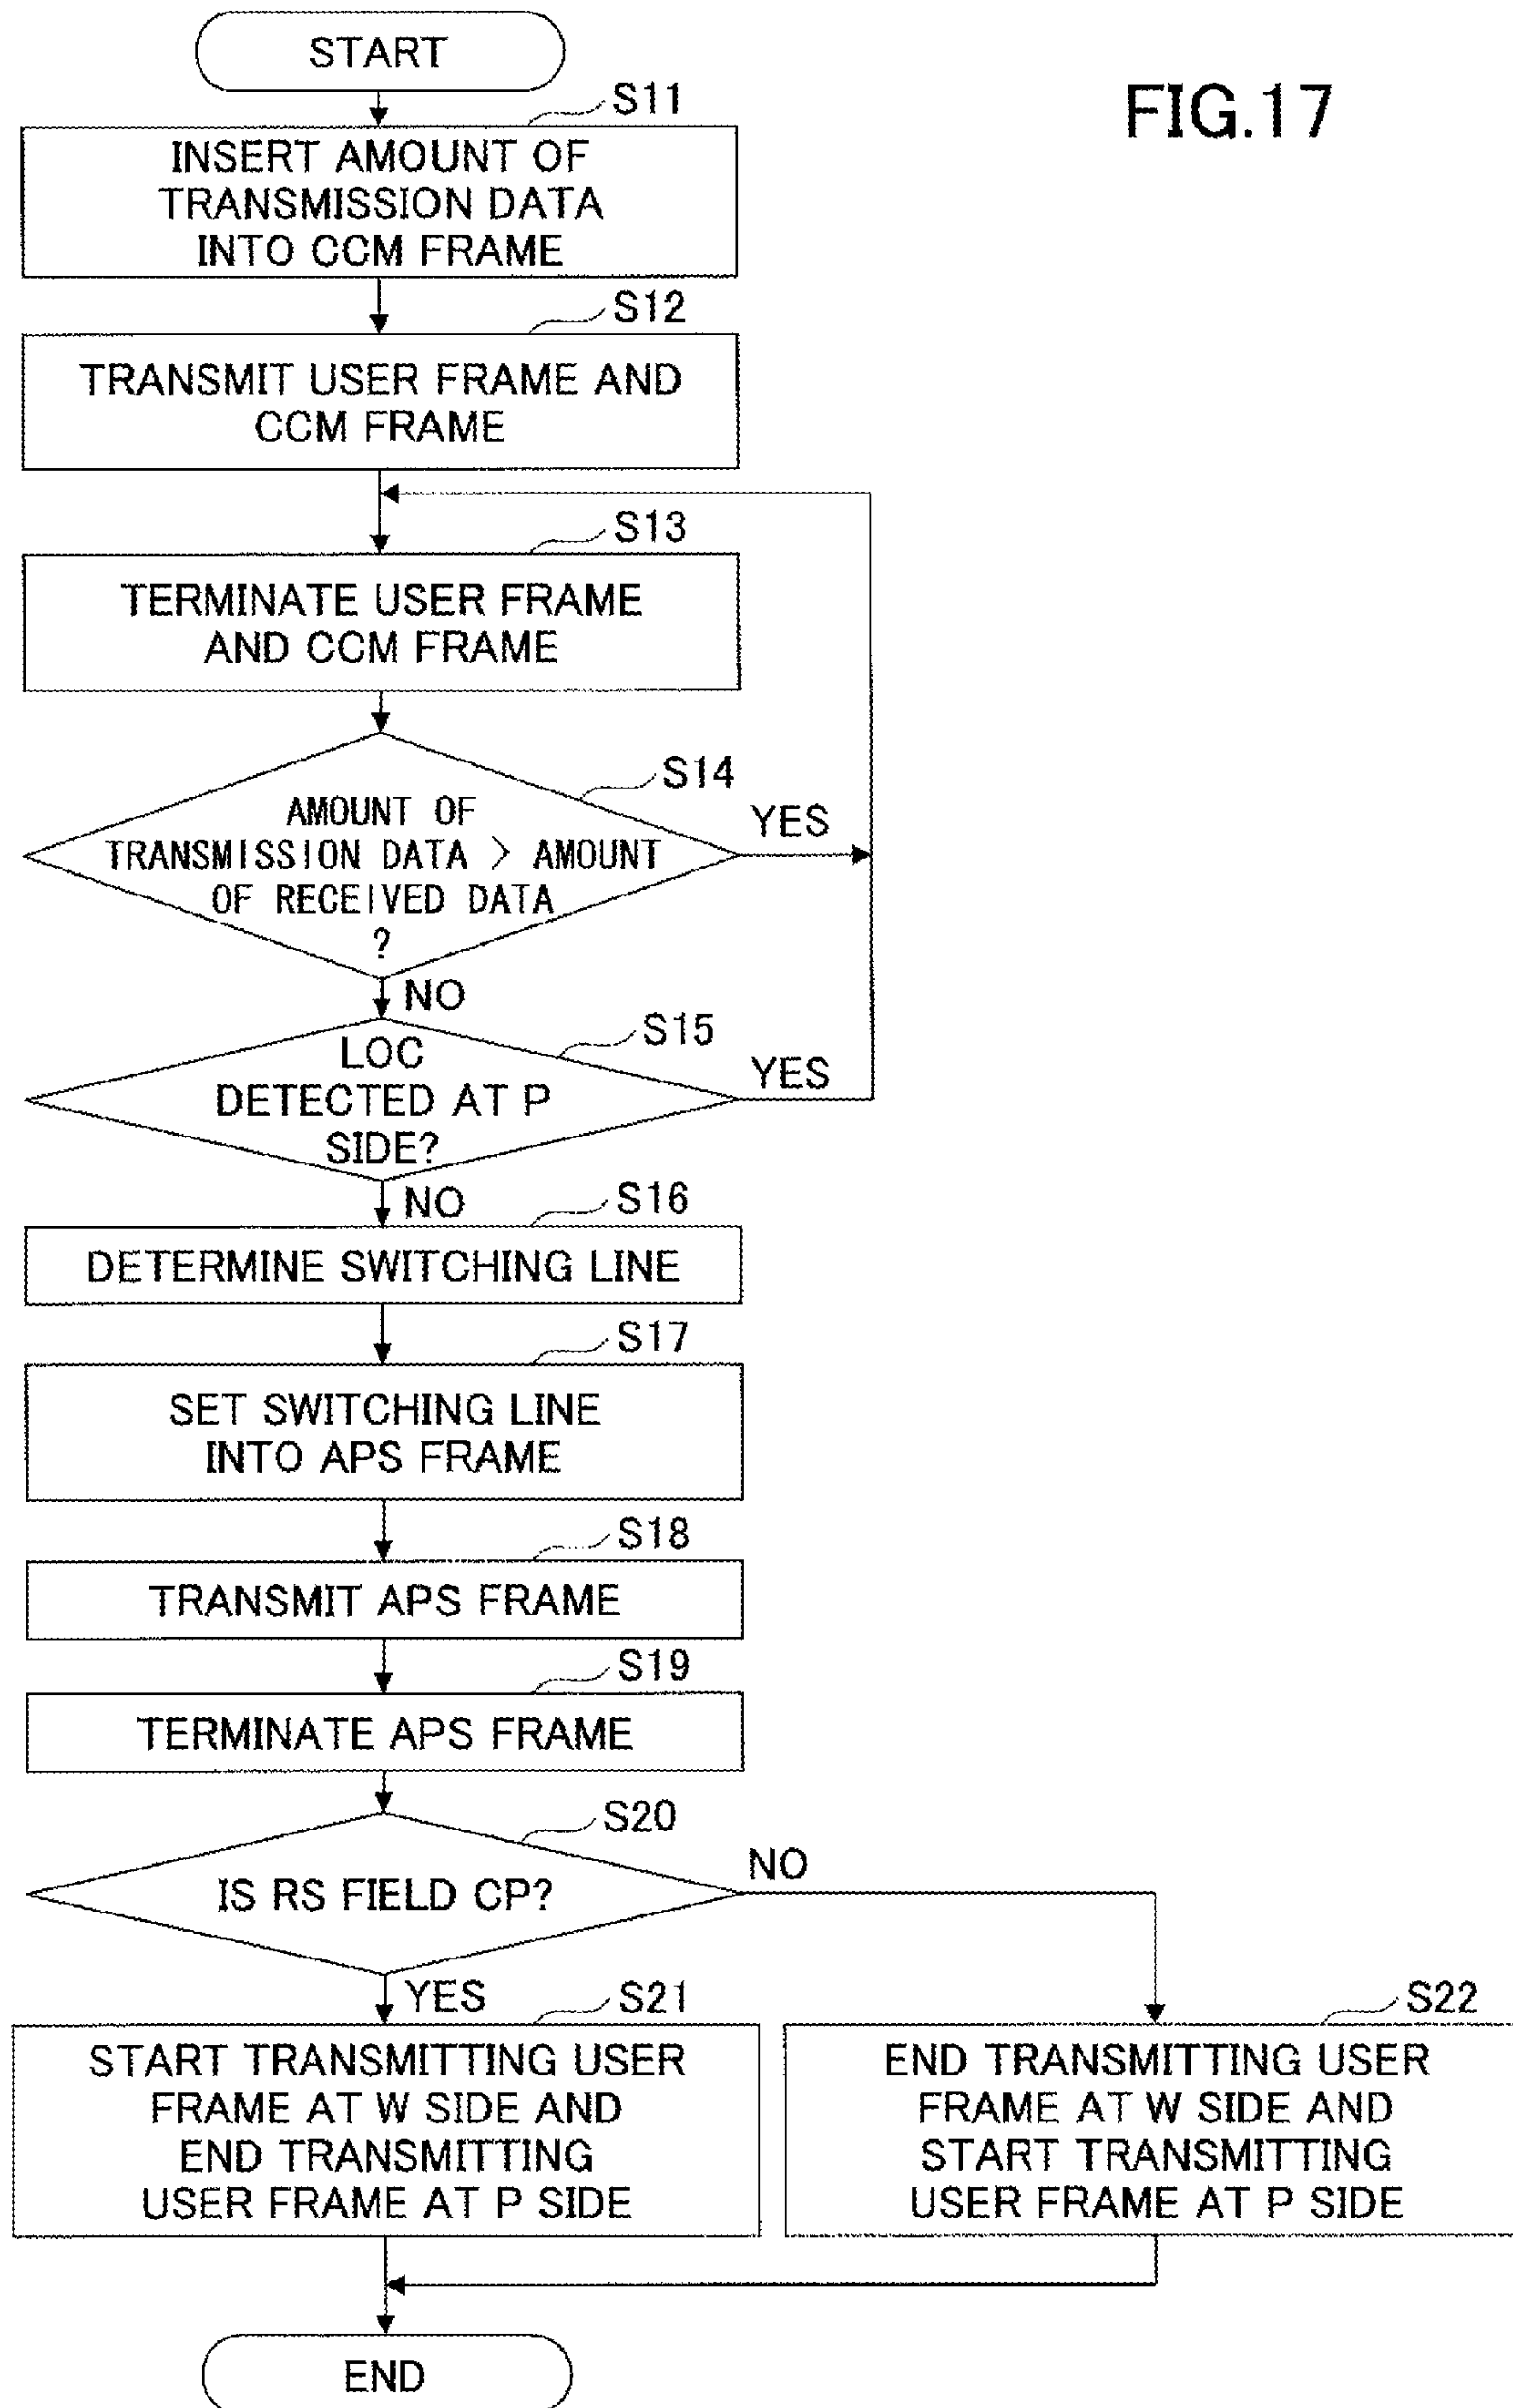 START
FIG.17
S11
INSERT AMOUNT OF
TRANSMISSION DATA
INTO CCM FRAME
S12
TRANSMIT USER FRAME AND
CCM FRAME
S13
TERMINATE USER FRAME
AND CCM FRAME
S14
AMOUNT OF
TRANSMISSION DATA > AMOUNT
OF RECEIVED DATA
?
YES
NO
S15
LOC
DETECTED AT P
SIDE?
YES
NO
S16
DETERMINE SWITCHING LINE
S17
SET SWITCHING LINE
INTO APS FRAME
S18
TRANSMIT APS FRAME
S19
TERMINATE APS FRAME
S20
IS RS FIELD CP?
NO
YES
S21
START TRANSMITTING USER
FRAME AT W SIDE AND
END TRANSMITTING
USER FRAME AT P SIDE
S22
END TRANSMITTING USER
FRAME AT W SIDE AND
START TRANSMITTING
USER FRAME AT P SIDE
END